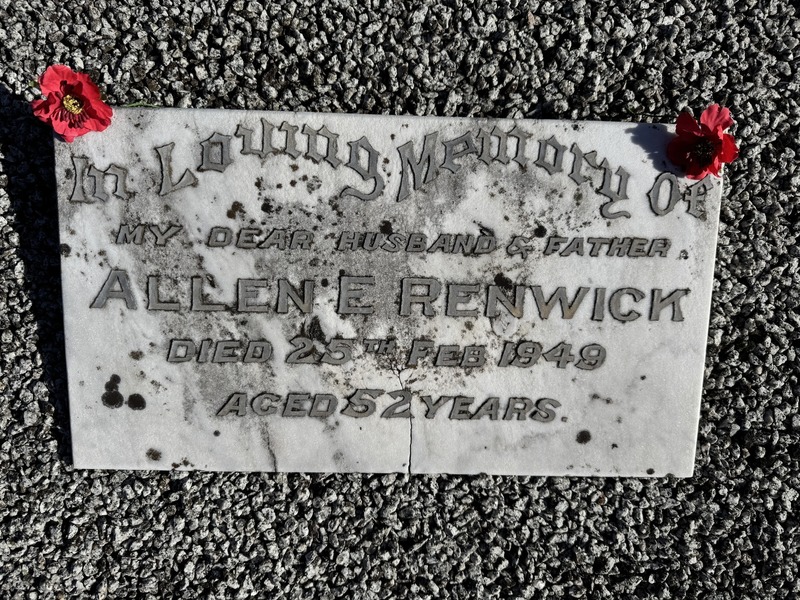 In Loving Memory Of
MY DEAR HUSBAND & FATHER
ALLEN E RENWICK
DIED 25TH FEB 1949
AGED 52 YEARS.